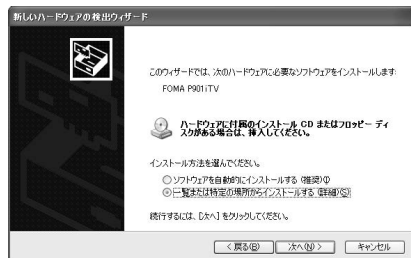 新しいハードウェアの検出ウィザード
このウィザードでは、次のハードウェアに必要なソフトウェアをインストールします:
FOMA P901iTV
ハードウェアに付属のインストール CD またはフロッピー ディ
スクがある場合は、挿入してください。
インストール方法を選んでください。
ソフトウェアを自動的にインストールする (推奨)(I)
一覧または特定の場所からインストールする (詳細)(S)
続行するには、[次へ] をクリックしてください。
< 戻る(B) 次へ(N) > キャンセル